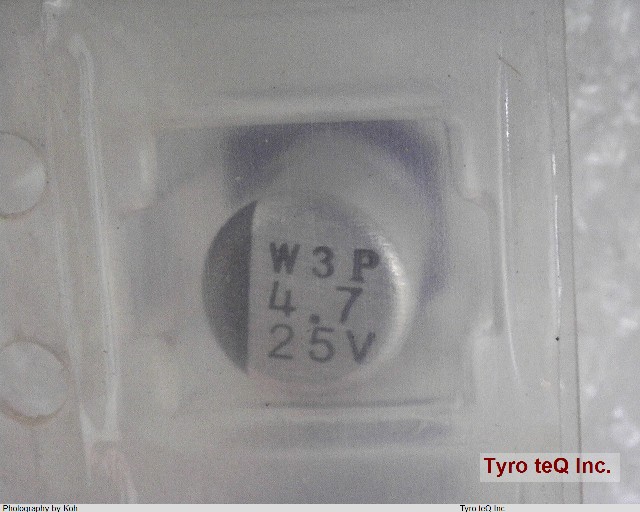 W3P
4.7
25V
Tyro teQ Inc.
Photography by Koh
Tyro teQ Inc